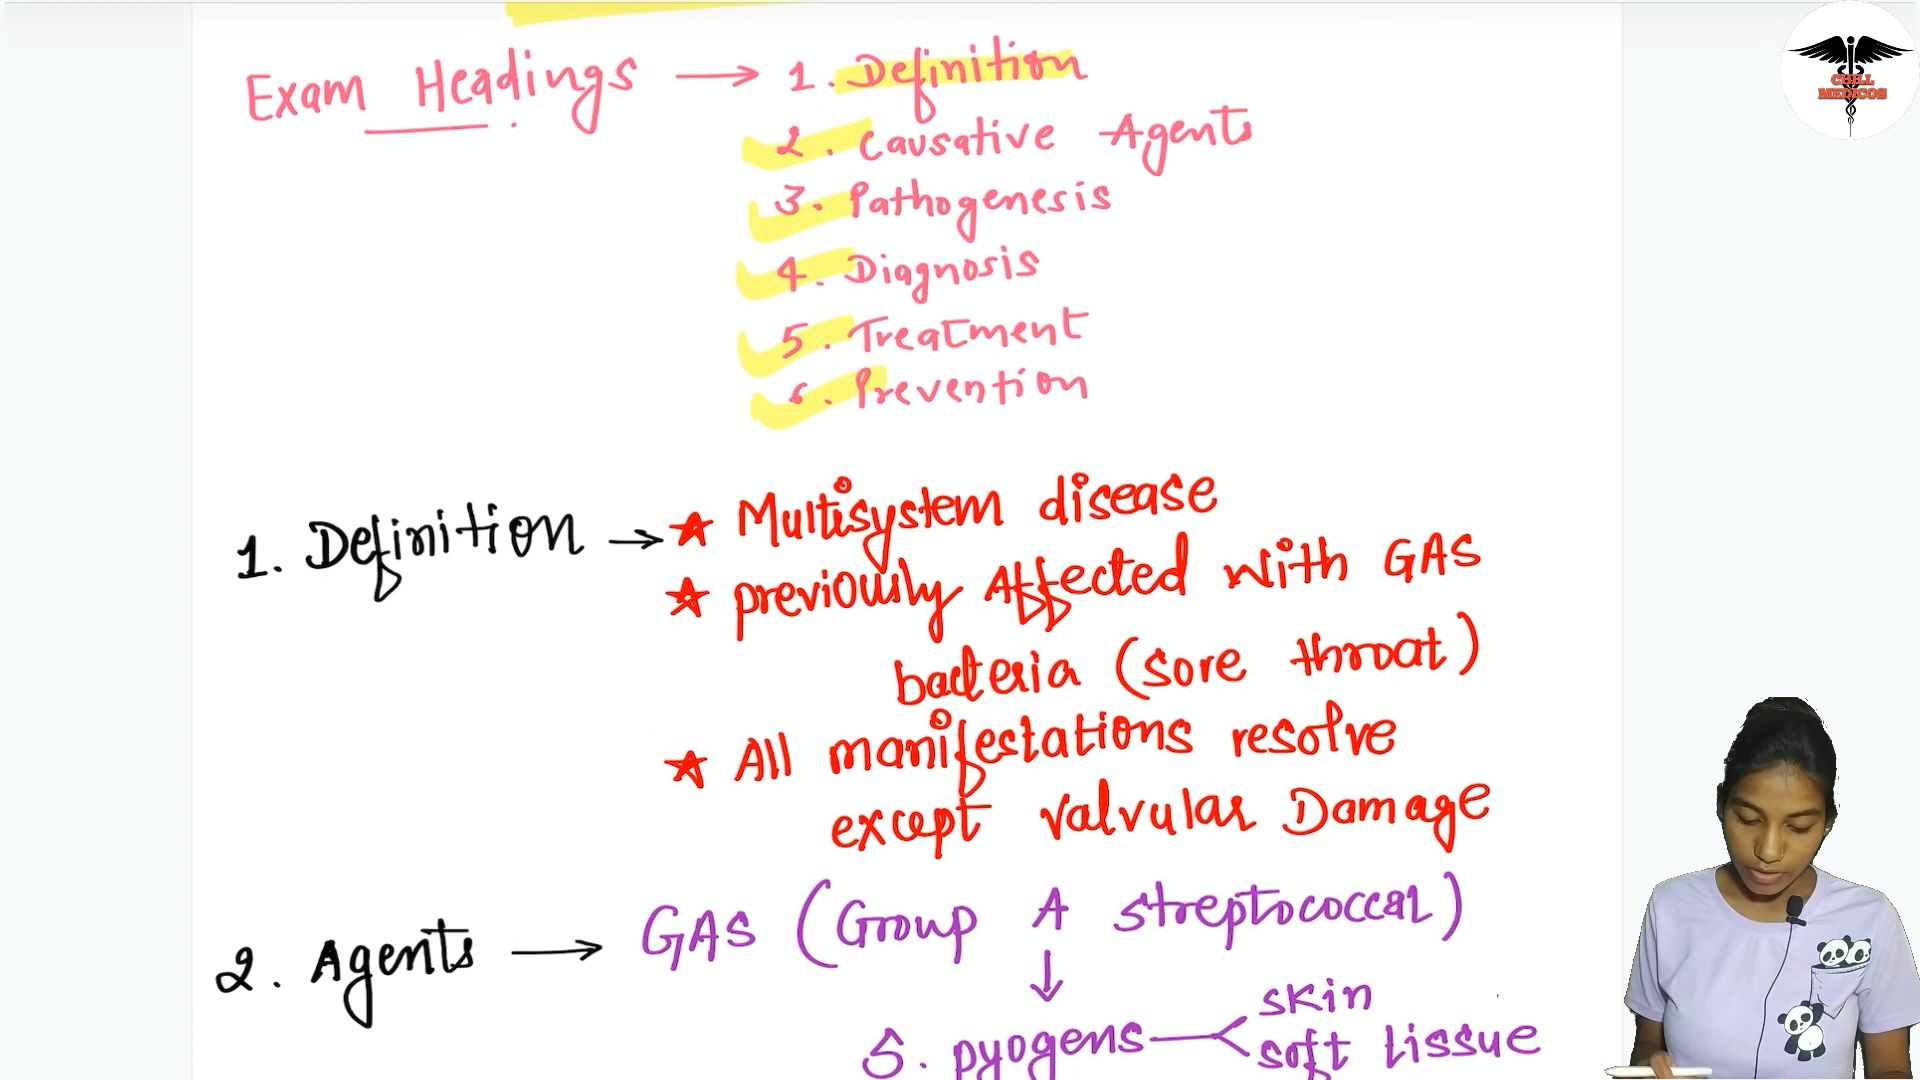 Exam Headings → 1. Definition
2. Causative Agents
3. Pathogenesis
4. Diagnosis
5. Treatment
6. Prevention
1. Definition → ★ Multisystem disease
★ previously Affected with GAS
bacteria (sore throat)
★ All manifestations resolve
except valvular Damage
2. Agents → GAS (Group A streptococcal)
↓
S. pyogens < skin
soft tissue
CHILL
MEDICOS